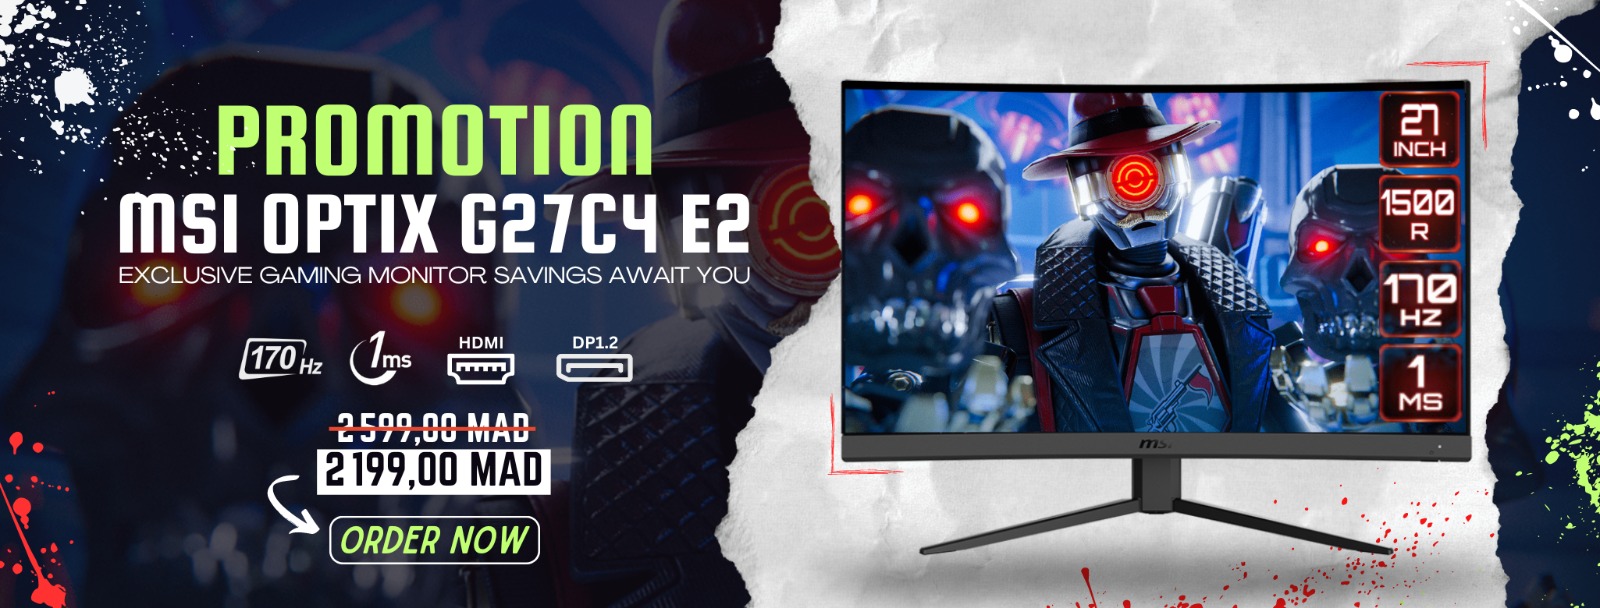 PROMOTION
MSI OPTIX G27C4 E2
EXCLUSIVE GAMING MONITOR SAVINGS AWAIT YOU
170 Hz
1ms
HDMI
DP1.2
2 599,00 MAD
2 199,00 MAD
ORDER NOW
27
INCH
1500
R
170
HZ
1
MS
msi